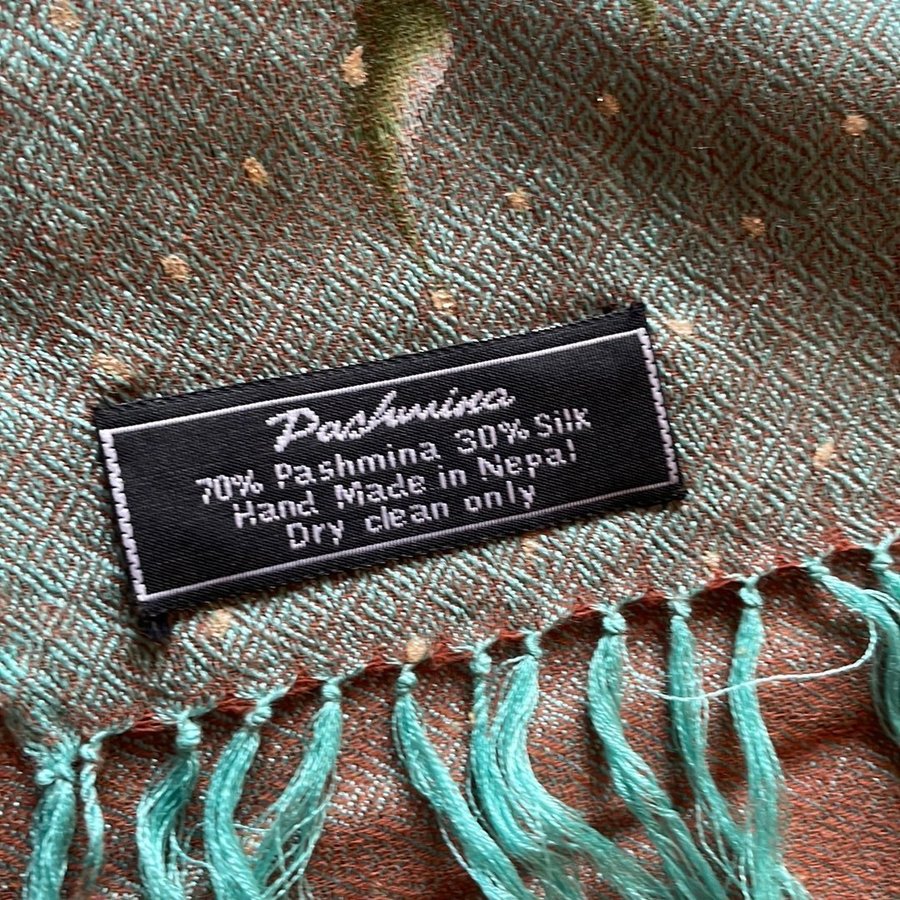 Pashmina
70% Pashmina 30% Silk
Hand Made in Nepal
Dry clean only